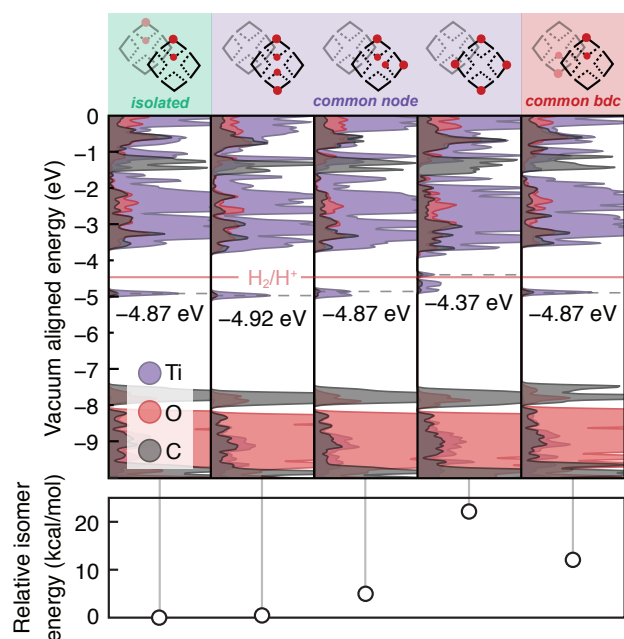 isolated
common node
common bdc
Vacuum aligned energy (eV)
0
−1
−2
−3
−4
−5
−6
−7
−8
−9
H₂/H⁺
−4.87 eV
−4.92 eV
−4.87 eV
−4.37 eV
−4.87 eV
Ti
O
C
Relative isomer
energy (kcal/mol)
20
10
0